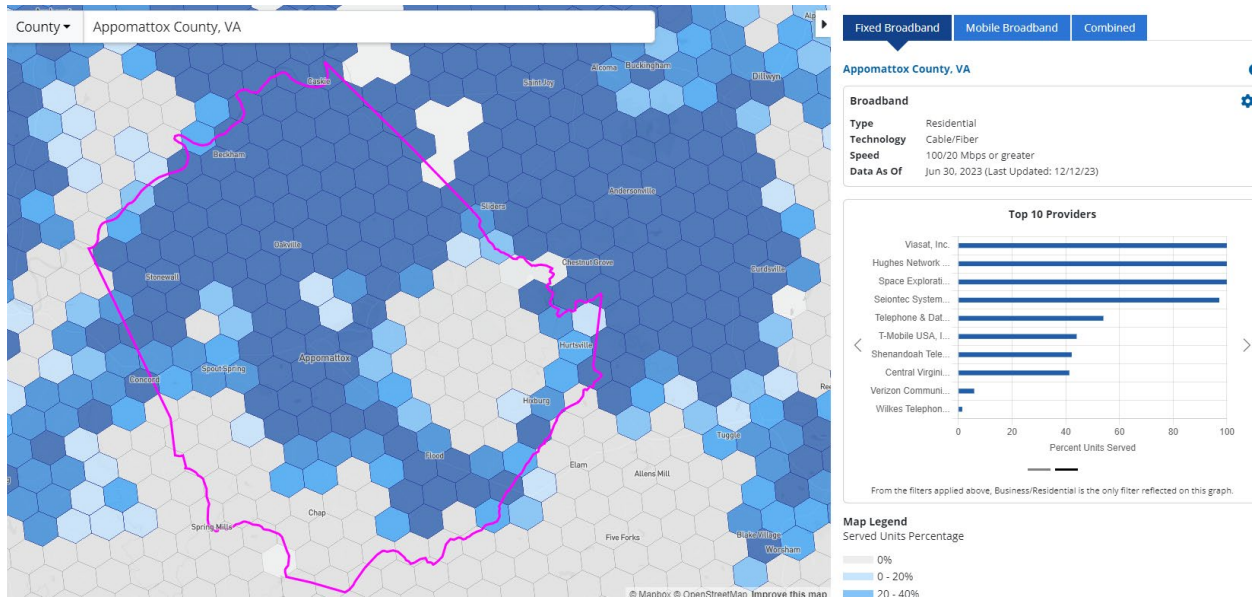 County
Appomattox County, VA
Alcoma
Buckingham
Caskie
Saint Joy
Dillwyn
Beckham
Andersonville
Sliders
Oakville
Chestnut Grove
Curdsville
Stonewall
Hurtsville
Appomattox
Spout Spring
Concord
Hixburg
Tuggle
Flood
Elam
Allens Mill
Chap
Spring Mills
Five Forks
Blake Village
Worsham
© Mapbox © OpenStreetMap Improve this map
Fixed Broadband
Mobile Broadband
Combined
Appomattox County, VA
Broadband
Type Residential
Technology Cable/Fiber
Speed 100/20 Mbps or greater
Data As Of Jun 30, 2023 (Last Updated: 12/12/23)
Top 10 Providers
Viasat, Inc.
Hughes Network ...
Space Explorati...
Seiontec System...
Telephone & Dat...
T-Mobile USA, I...
Shenandoah Tele...
Central Virgini...
Verizon Communi...
Wilkes Telephon...
0 20 40 60 80 100
Percent Units Served
From the filters applied above, Business/Residential is the only filter reflected on this graph.
Map Legend
Served Units Percentage
0%
0 - 20%
20 - 40%